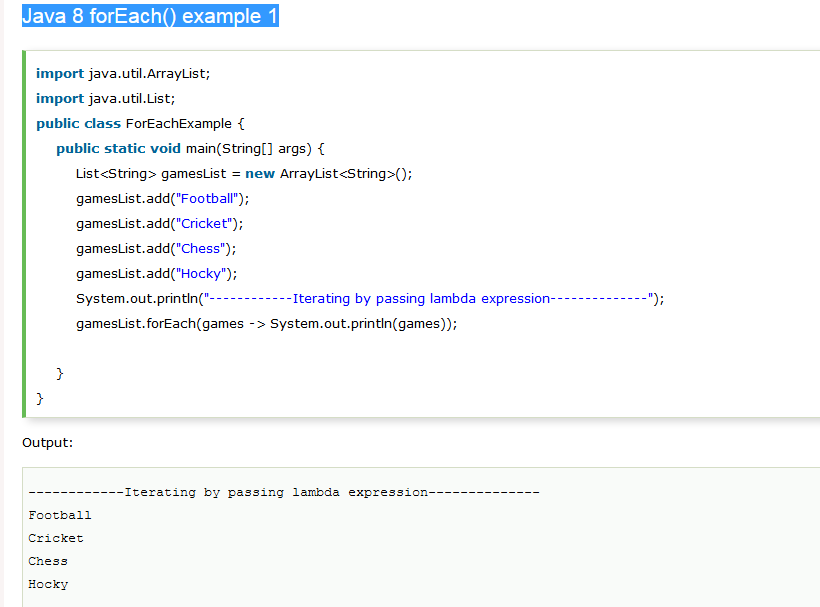 Java 8 forEach() example 1
import java.util.ArrayList;
import java.util.List;
public class ForEachExample {
public static void main(String[] args) {
List<String> gamesList = new ArrayList<String>();
gamesList.add("Football");
gamesList.add("Cricket");
gamesList.add("Chess");
gamesList.add("Hocky");
System.out.println("------------Iterating by passing lambda expression--------------");
gamesList.forEach(games -> System.out.println(games));
}
}
Output:
------------Iterating by passing lambda expression--------------
Football
Cricket
Chess
Hocky